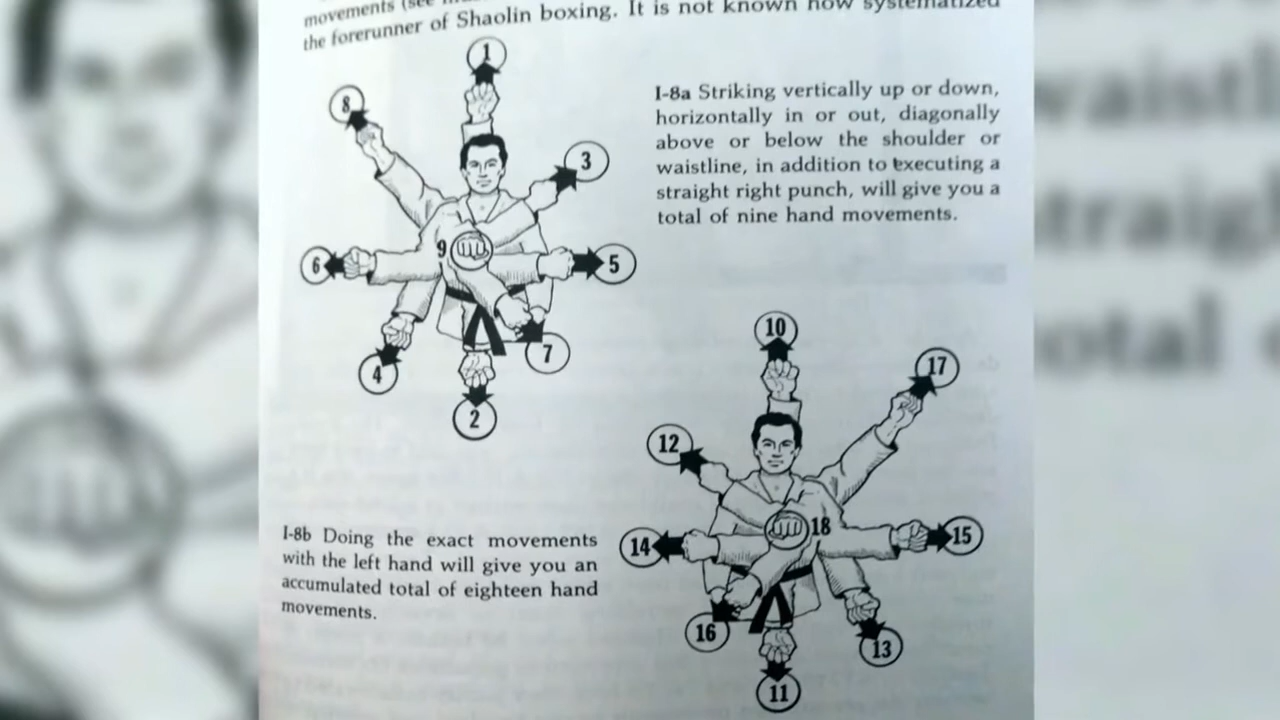 movements (see
the forerunner of Shaolin boxing. It is not known how systematized
1
8
3
I-8a Striking vertically up or down,
horizontally in or out, diagonally
above or below the shoulder or
waistline, in addition to executing a
straight right punch, will give you a
total of nine hand movements.
9
6
5
4
7
2
10
17
12
I-8b Doing the exact movements
with the left hand will give you an
accumulated total of eighteen hand
movements.
18
14
15
16
13
11